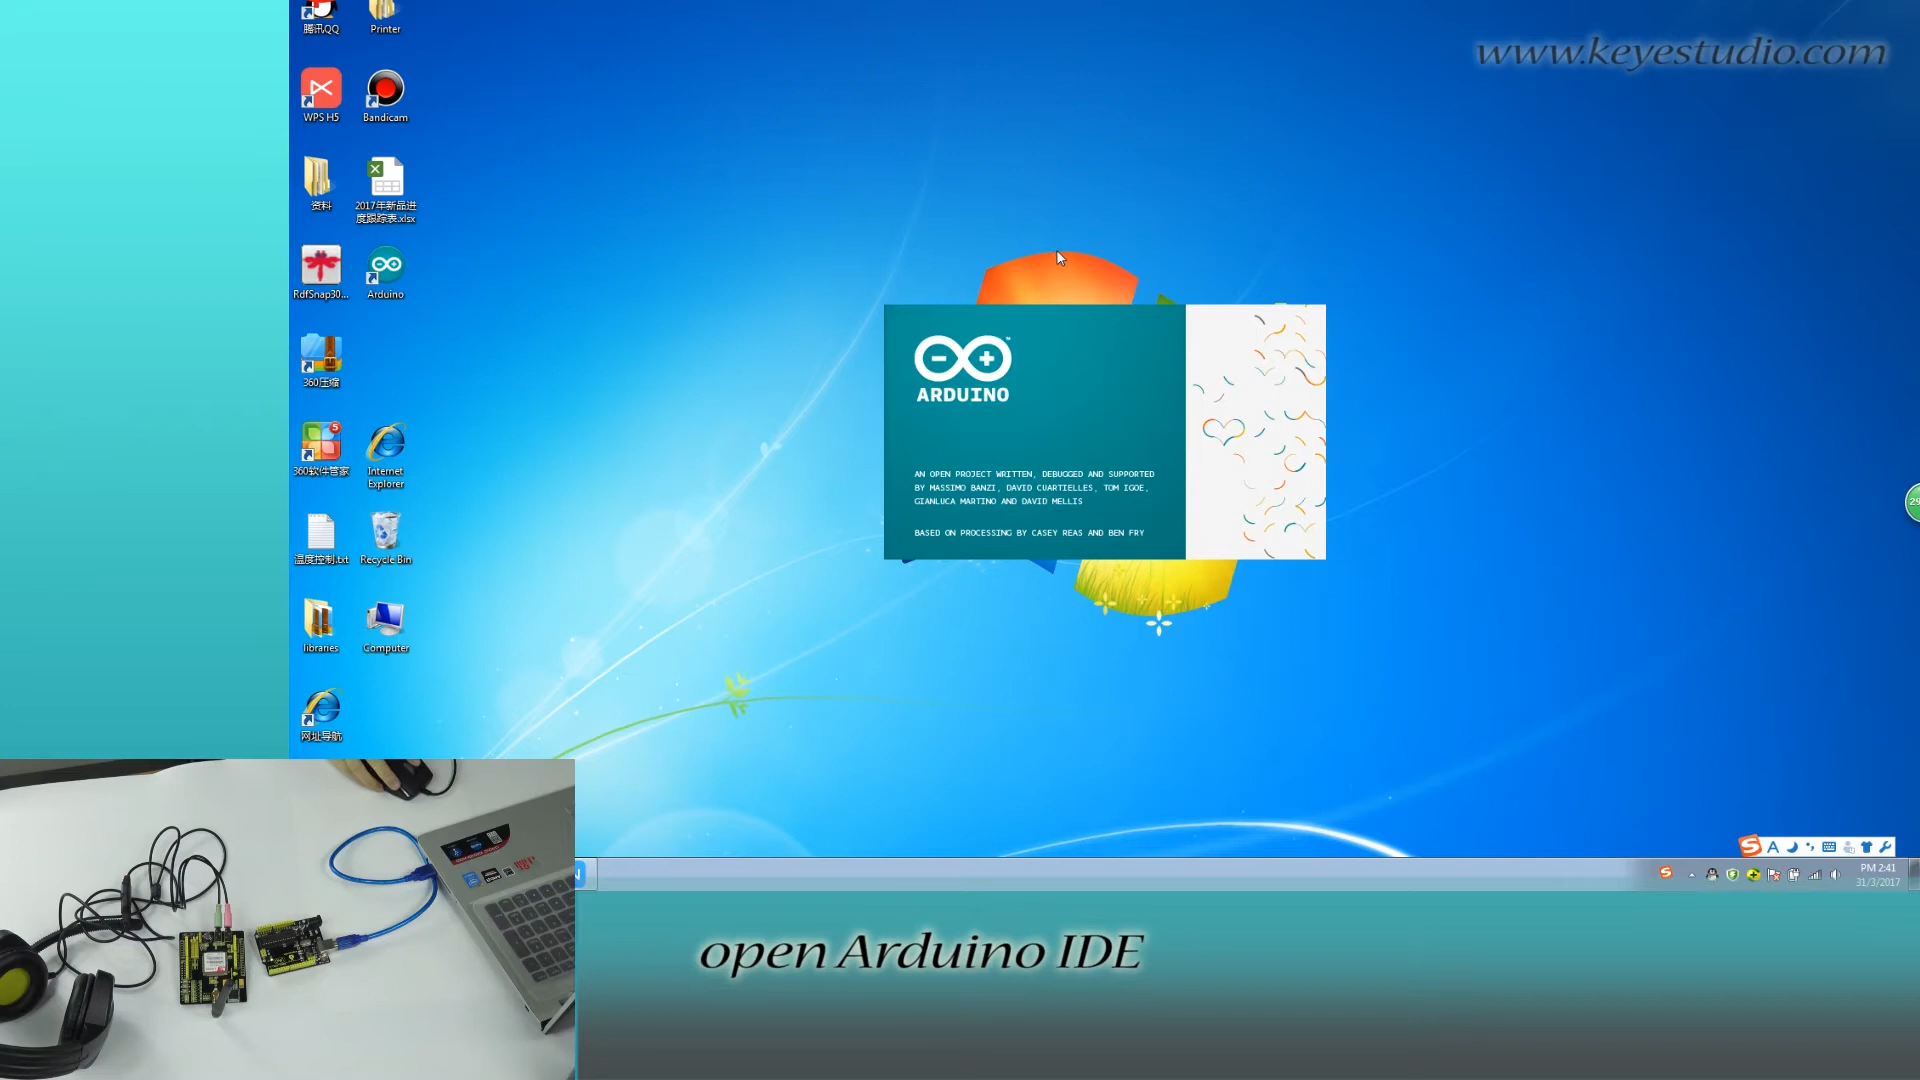 www.keyestudio.com
腾讯QQ
Printer
WPS H5
Bandicam
资料
2017年新品进
度跟踪表.xlsx
RdfSnap30...
Arduino
360压缩
5
360软件管家
Internet
Explorer
温度控制.txt
Recycle Bin
libraries
Computer
网址导航
ARDUINO
AN OPEN PROJECT WRITTEN, DEBUGGED AND SUPPORTED
BY MASSIMO BANZI, DAVID CUARTIELLES, TOM IGOE,
GIANLUCA MARTINO AND DAVID MELLIS
BASED ON PROCESSING BY CASEY REAS AND BEN FRY
PM 2:41
31/3/2017
open Arduino IDE